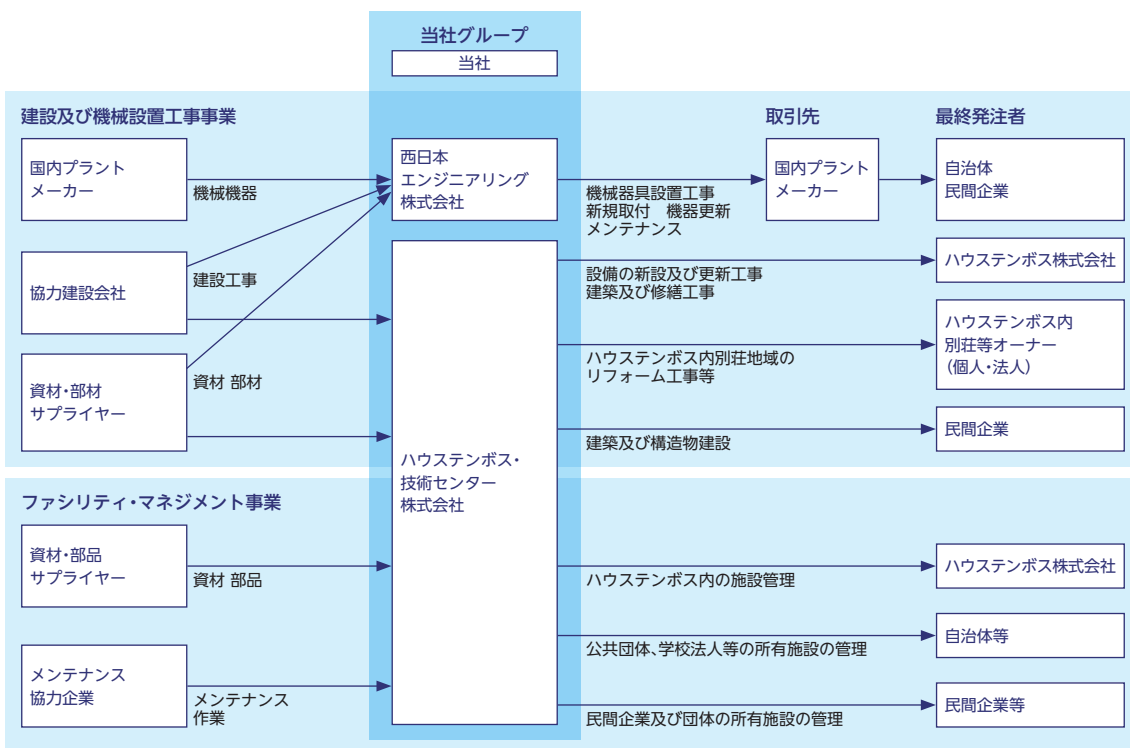 当社グループ
当社
建設及び機械設置工事事業
取引先
最終発注者
国内プラント
メーカー
機械機器
西日本
エンジニアリング
株式会社
機械器具設置工事
新規取付　機器更新
メンテナンス
国内プラント
メーカー
自治体
民間企業
協力建設会社
建設工事
設備の新設及び更新工事
建築及び修繕工事
ハウステンボス株式会社
資材・部材
サプライヤー
資材 部材
ハウステンボス内別荘地域の
リフォーム工事等
ハウステンボス内
別荘等オーナー
（個人・法人）
建築及び構造物建設
民間企業
ハウステンボス・
技術センター
株式会社
ファシリティ・マネジメント事業
資材・部品
サプライヤー
資材 部品
ハウステンボス内の施設管理
ハウステンボス株式会社
公共団体、学校法人等の所有施設の管理
自治体等
メンテナンス
協力企業
メンテナンス
作業
民間企業及び団体の所有施設の管理
民間企業等